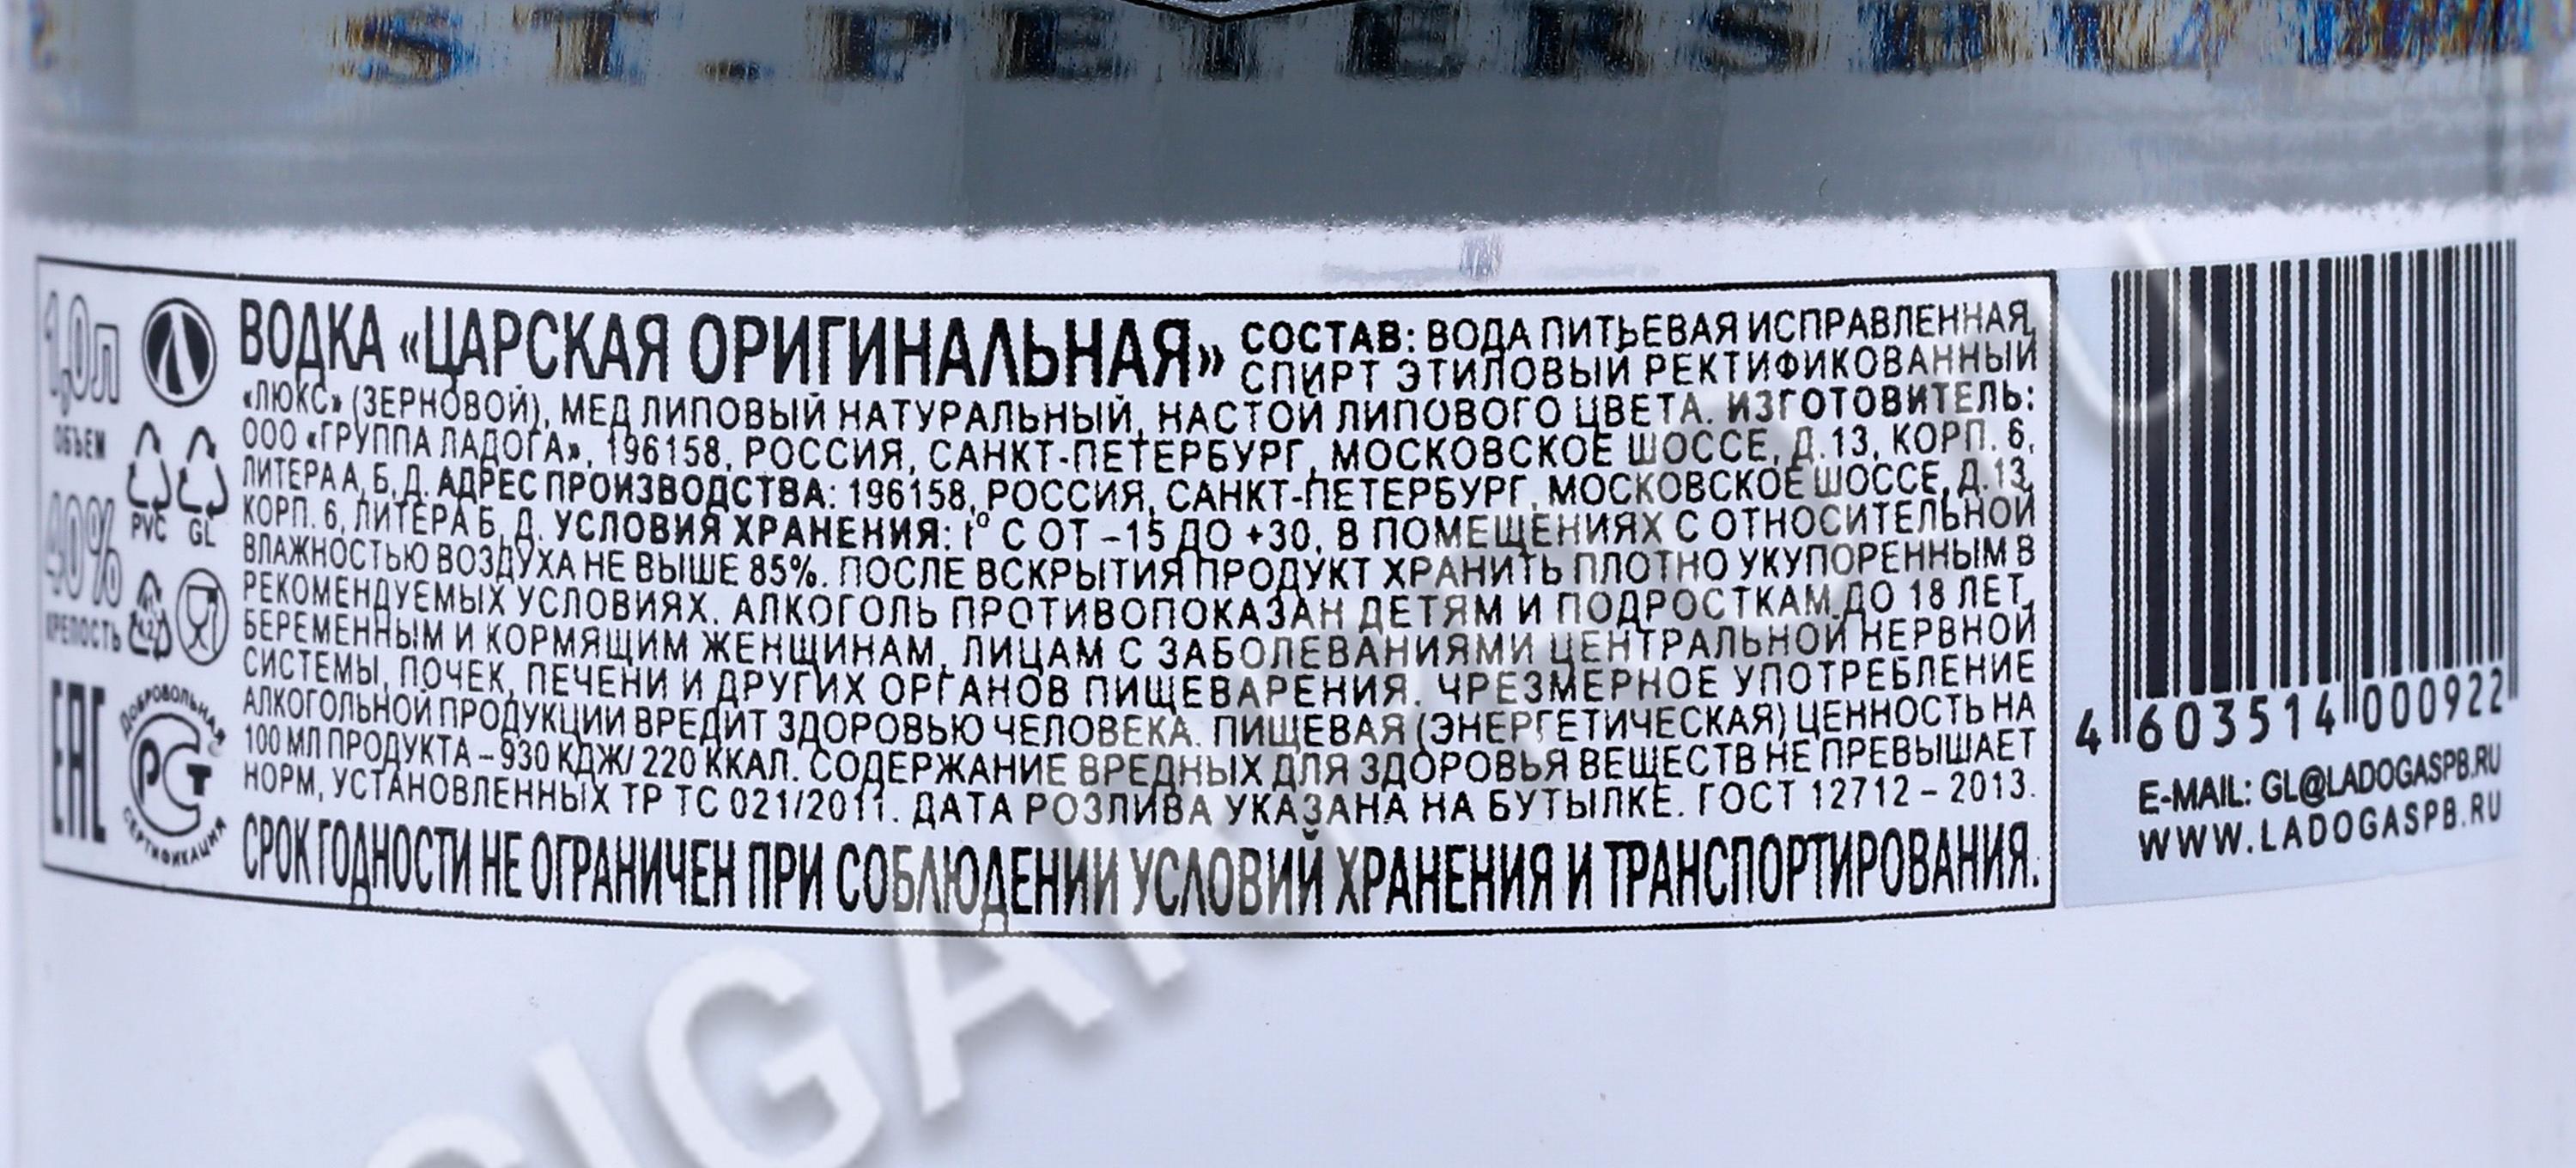 ST. PETERSBU
1,0л
ОБЪЕМ
40%
КРЕПОСТЬ
PVC GL
ЕАС
ДОБРОВОЛЬНАЯ
РСТ
СЕРТИФИКАЦИЯ
ВОДКА «ЦАРСКАЯ ОРИГИНАЛЬНАЯ» СОСТАВ: ВОДА ПИТЬЕВАЯ ИСПРАВЛЕННАЯ,
СПИРТ ЭТИЛОВЫЙ РЕКТИФИКОВАННЫЙ
«ЛЮКС» (ЗЕРНОВОЙ), МЕД ЛИПОВЫЙ НАТУРАЛЬНЫЙ, НАСТОЙ ЛИПОВОГО ЦВЕТА. ИЗГОТОВИТЕЛЬ:
ООО «ГРУППА ЛАДОГА», 196158, РОССИЯ, САНКТ-ПЕТЕРБУРГ, МОСКОВСКОЕ ШОССЕ, Д.13, КОРП. 6,
ЛИТЕРА А, Б, Д. АДРЕС ПРОИЗВОДСТВА: 196158, РОССИЯ, САНКТ-ПЕТЕРБУРГ, МОСКОВСКОЕ ШОССЕ, Д.13,
КОРП. 6, ЛИТЕРА Б, Д. УСЛОВИЯ ХРАНЕНИЯ: t° С ОТ –15 ДО +30, В ПОМЕЩЕНИЯХ С ОТНОСИТЕЛЬНОЙ
ВЛАЖНОСТЬЮ ВОЗДУХА НЕ ВЫШЕ 85%. ПОСЛЕ ВСКРЫТИЯ ПРОДУКТ ХРАНИТЬ ПЛОТНО УКУПОРЕННЫМ В
РЕКОМЕНДУЕМЫХ УСЛОВИЯХ. АЛКОГОЛЬ ПРОТИВОПОКАЗАН ДЕТЯМ И ПОДРОСТКАМ ДО 18 ЛЕТ,
БЕРЕМЕННЫМ И КОРМЯЩИМ ЖЕНЩИНАМ, ЛИЦАМ С ЗАБОЛЕВАНИЯМИ ЦЕНТРАЛЬНОЙ НЕРВНОЙ
СИСТЕМЫ, ПОЧЕК, ПЕЧЕНИ И ДРУГИХ ОРГАНОВ ПИЩЕВАРЕНИЯ. ЧРЕЗМЕРНОЕ УПОТРЕБЛЕНИЕ
АЛКОГОЛЬНОЙ ПРОДУКЦИИ ВРЕДИТ ЗДОРОВЬЮ ЧЕЛОВЕКА. ПИЩЕВАЯ (ЭНЕРГЕТИЧЕСКАЯ) ЦЕННОСТЬ НА
100 МЛ ПРОДУКТА – 930 КДЖ/ 220 ККАЛ. СОДЕРЖАНИЕ ВРЕДНЫХ ДЛЯ ЗДОРОВЬЯ ВЕЩЕСТВ НЕ ПРЕВЫШАЕТ
НОРМ, УСТАНОВЛЕННЫХ ТР ТС 021/2011. ДАТА РОЗЛИВА УКАЗАНА НА БУТЫЛКЕ. ГОСТ 12712 – 2013.
СРОК ГОДНОСТИ НЕ ОГРАНИЧЕН ПРИ СОБЛЮДЕНИИ УСЛОВИЙ ХРАНЕНИЯ И ТРАНСПОРТИРОВАНИЯ.
4 603514 000922
E-MAIL: GL@LADOGASPB.RU
WWW.LADOGASPB.RU